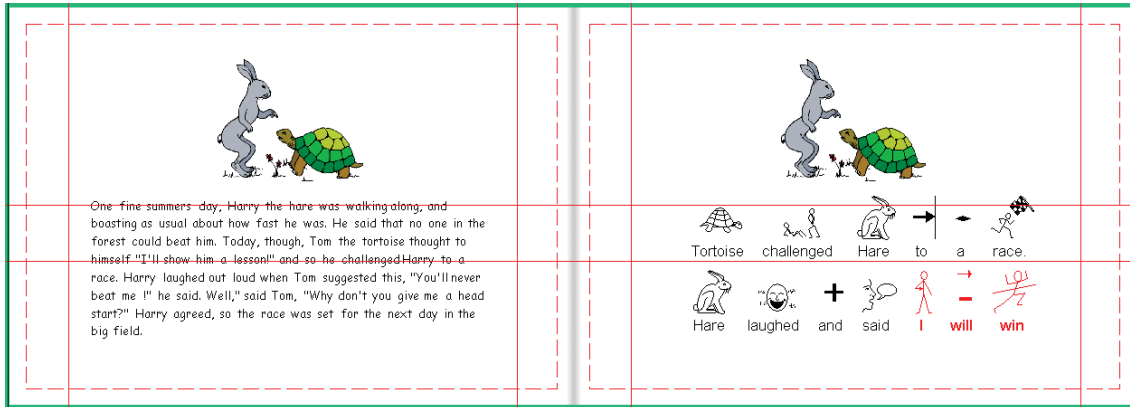 One fine summers day, Harry the hare was walking along, and
boasting as usual about how fast he was. He said that no one in the
forest could beat him. Today, though, Tom the tortoise thought to
himself "I'll show him a lesson!" and so he challenged Harry to a
race. Harry laughed out loud when Tom suggested this, "You'll never
beat me !" he said. Well," said Tom, "Why don't you give me a head
start?" Harry agreed, so the race was set for the next day in the
big field.
Tortoise challenged Hare to a race.
Hare laughed and said I will win